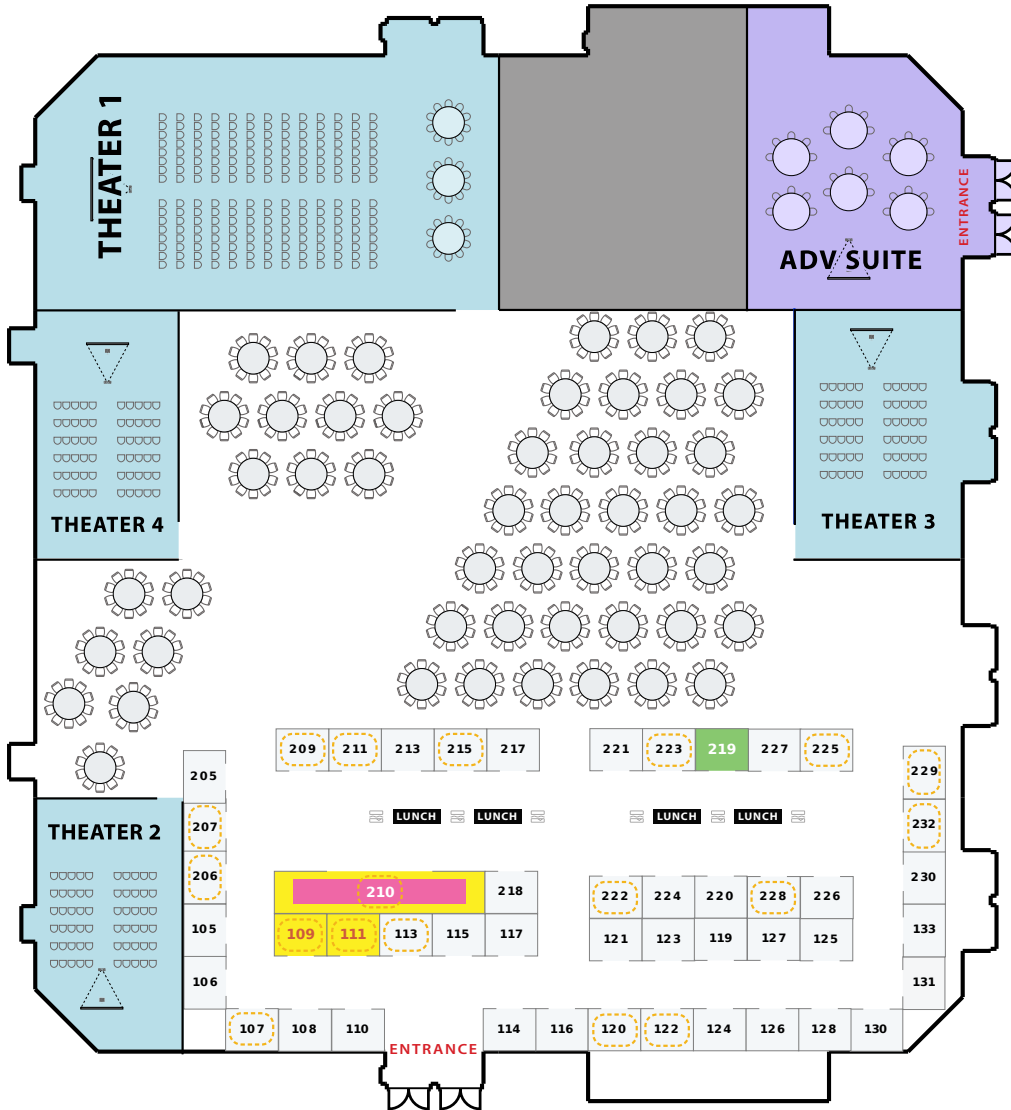 THEATER 1
ENTRANCE
ADV SUITE
THEATER 4
THEATER 3
209 211 213 215 217 221 223 219 227 225
205
229
LUNCH LUNCH LUNCH LUNCH
THEATER 2
207
232
206
210 218 222 224 220 228 226
230
105
109 111 113 115 117 121 123 119 127 125
133
106
131
107 108 110 114 116 120 122 124 126 128 130
ENTRANCE